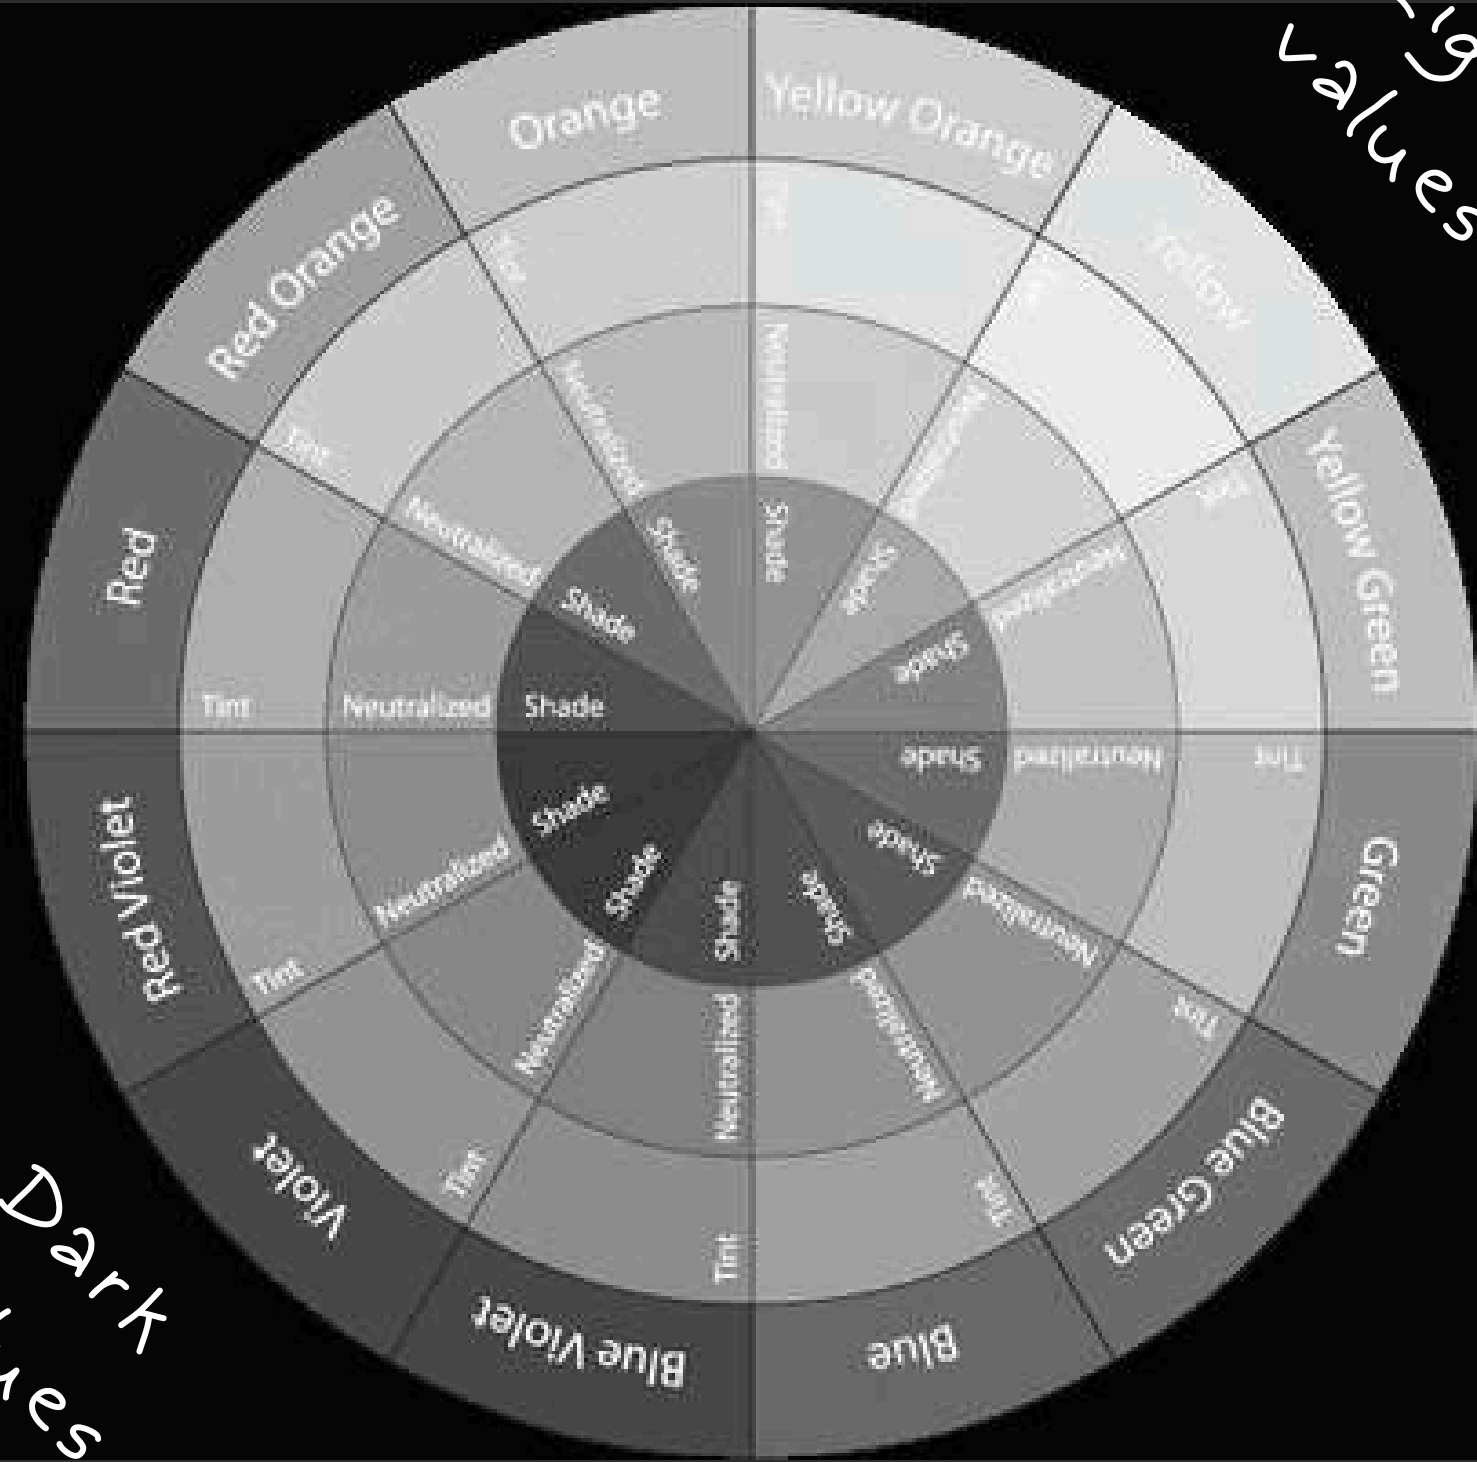 values
Yellow Orange
Neutralized
Shade
Yellow
Shade
Yellow Green
Neutralized
Shade
Green
Tint
Neutralized
Shade
Blue Green
Tint
Neutralized
Shade
Blue
Tint
Neutralized
Shade
Blue Violet
Tint
Neutralized
Shade
Violet
Tint
Neutralized
Shade
Red Violet
Tint
Neutralized
Shade
Red
Tint
Neutralized
Shade
Red Orange
Tint
Neutralized
Shade
Orange
Neutralized
Shade
Dark